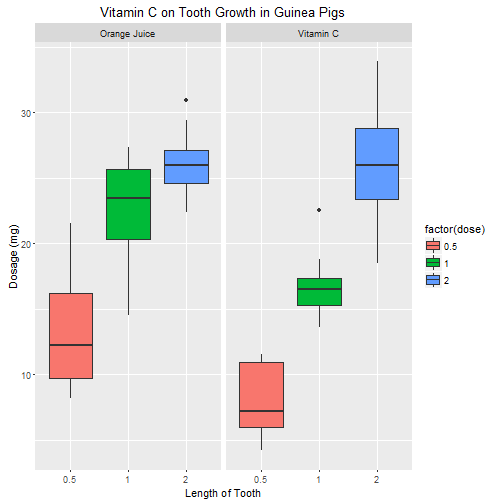 Vitamin C on Tooth Growth in Guinea Pigs
Orange Juice
Vitamin C
30
20
10
Dosage (mg)
0.5
1
2
0.5
1
2
Length of Tooth
factor(dose)
0.5
1
2